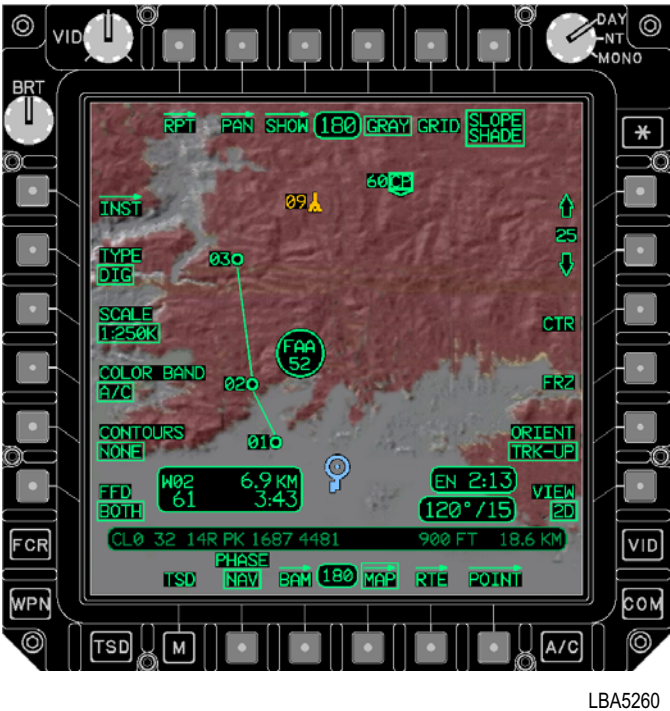 VID
DAY
NT
MONO
BRT
RPT PAN SHOW 180 GRAY GRID SLOPE SHADE
*
60 CP
09
INST
25
TYPE
DIG
03
SCALE
1:250K
CTR
FAA
52
COLOR BAND
A/C
02
FRZ
CONTOURS
NONE
01
ORIENT
TRK-UP
W02 6.9 KM
61 3:43
EN 2:13
120°/15
FFD
BOTH
VIEW
2D
CL0 32 14R PK 1687 4481 900 FT 18.6 KM
FCR
VID
PHASE
TSD NAV BAM 180 MAP RTE POINT
WPN
COM
TSD M A/C
LBA5260